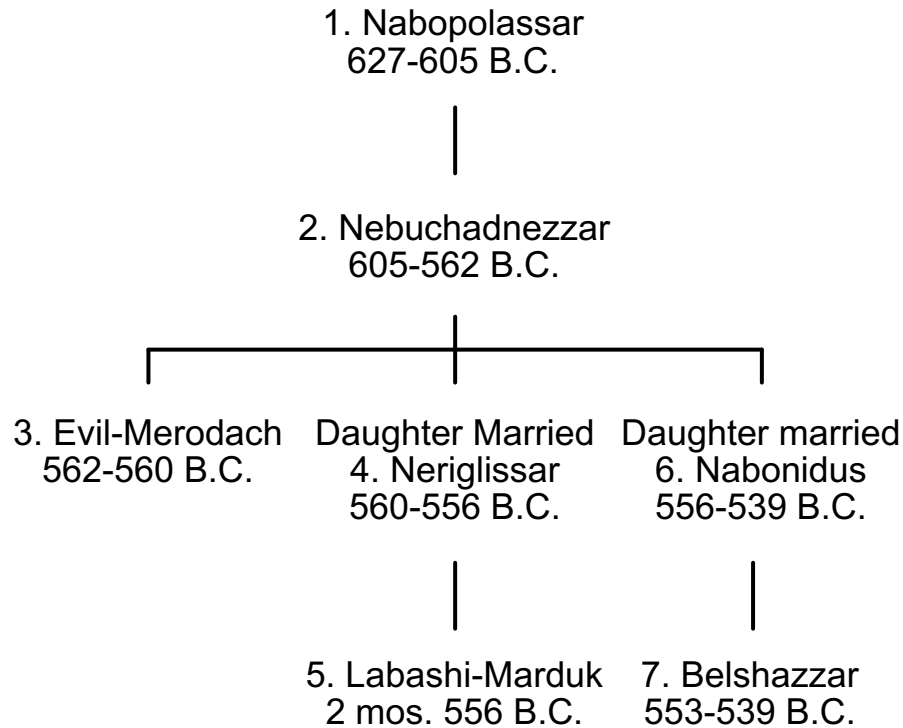 1. Nabopolassar
627-605 B.C.
2. Nebuchadnezzar
605-562 B.C.
3. Evil-Merodach
562-560 B.C.
Daughter Married
4. Neriglissar
560-556 B.C.
Daughter married
6. Nabonidus
556-539 B.C.
5. Labashi-Marduk
2 mos. 556 B.C.
7. Belshazzar
553-539 B.C.